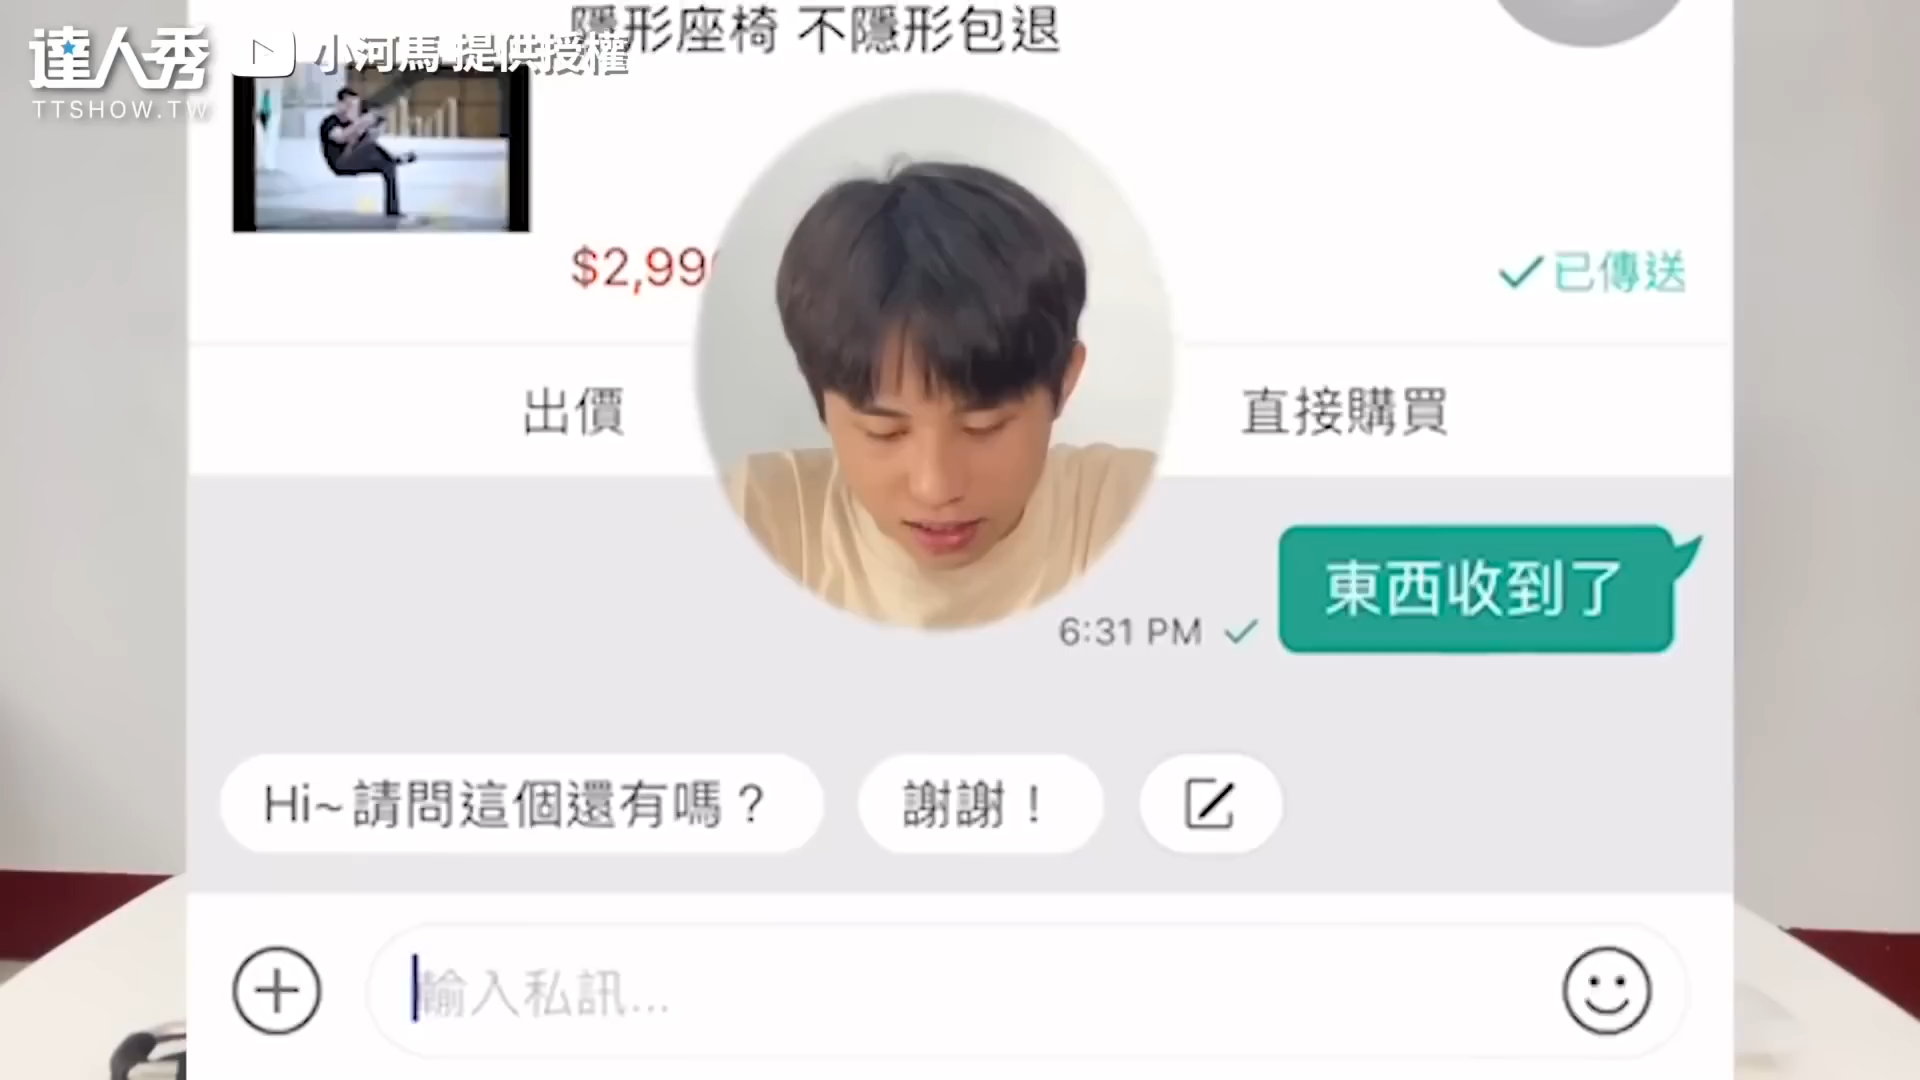 隱形座椅 不隱形包退
達人秀
小河馬 提供授權
TTSHOW.TW
$2,99
已傳送
出價
直接購買
東西收到了
6:31 PM
Hi~請問這個還有嗎？
謝謝！
輸入私訊...